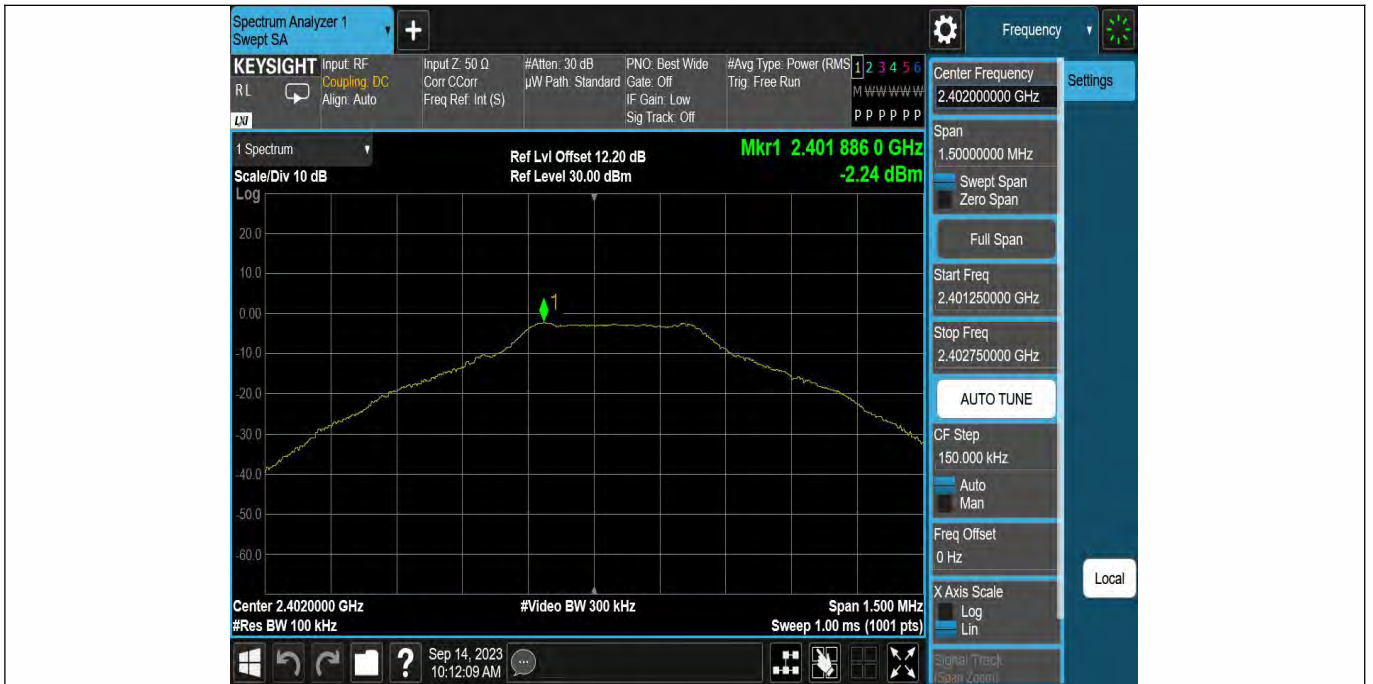 Spectrum Analyzer 1
Swept SA
+
Frequency
KEYSIGHT
RL
LXI
Input: RF
Coupling: DC
Align: Auto
Input Z: 50 Ω
Corr CCorr
Freq Ref: Int (S)
#Atten: 30 dB
µW Path: Standard
PNO: Best Wide
Gate: Off
IF Gain: Low
Sig Track: Off
#Avg Type: Power (RMS
Trig: Free Run
1 2 3 4 5 6
M W W W W W
P P P P P P
1 Spectrum
Scale/Div 10 dB
Ref Lvl Offset 12.20 dB
Ref Level 30.00 dBm
Mkr1 2.401 886 0 GHz
-2.24 dBm
Log
20.0
10.0
0.00
-10.0
-20.0
-30.0
-40.0
-50.0
-60.0
1
Center 2.4020000 GHz
#Res BW 100 kHz
#Video BW 300 kHz
Span 1.500 MHz
Sweep 1.00 ms (1001 pts)
Center Frequency
2.402000000 GHz
Settings
Span
1.50000000 MHz
Swept Span
Zero Span
Full Span
Start Freq
2.401250000 GHz
Stop Freq
2.402750000 GHz
AUTO TUNE
CF Step
150.000 kHz
Auto
Man
Freq Offset
0 Hz
X Axis Scale
Log
Lin
Signal Track
(Span Zoom)
Local
?
Sep 14, 2023
10:12:09 AM